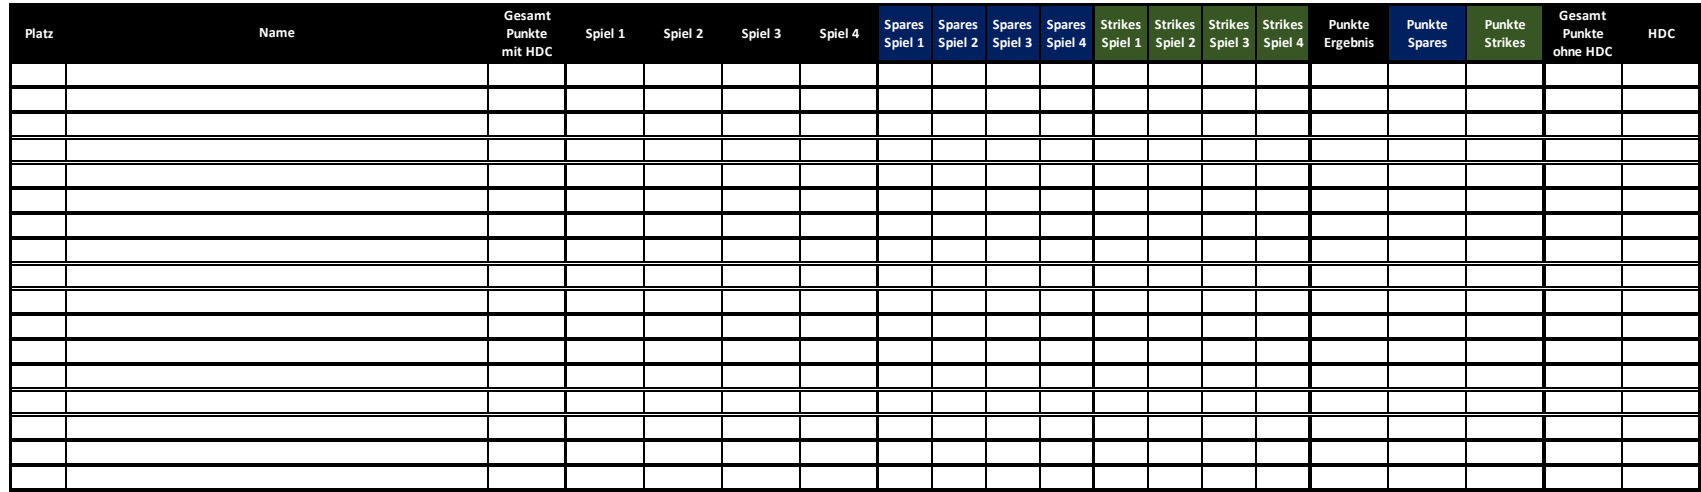 Platz
Name
Gesamt
Punkte
mit HDC
Spiel 1
Spiel 2
Spiel 3
Spiel 4
Spares
Spiel 1
Spares
Spiel 2
Spares
Spiel 3
Spares
Spiel 4
Strikes
Spiel 1
Strikes
Spiel 2
Strikes
Spiel 3
Strikes
Spiel 4
Punkte
Ergebnis
Punkte
Spares
Punkte
Strikes
Gesamt
Punkte
ohne HDC
HDC